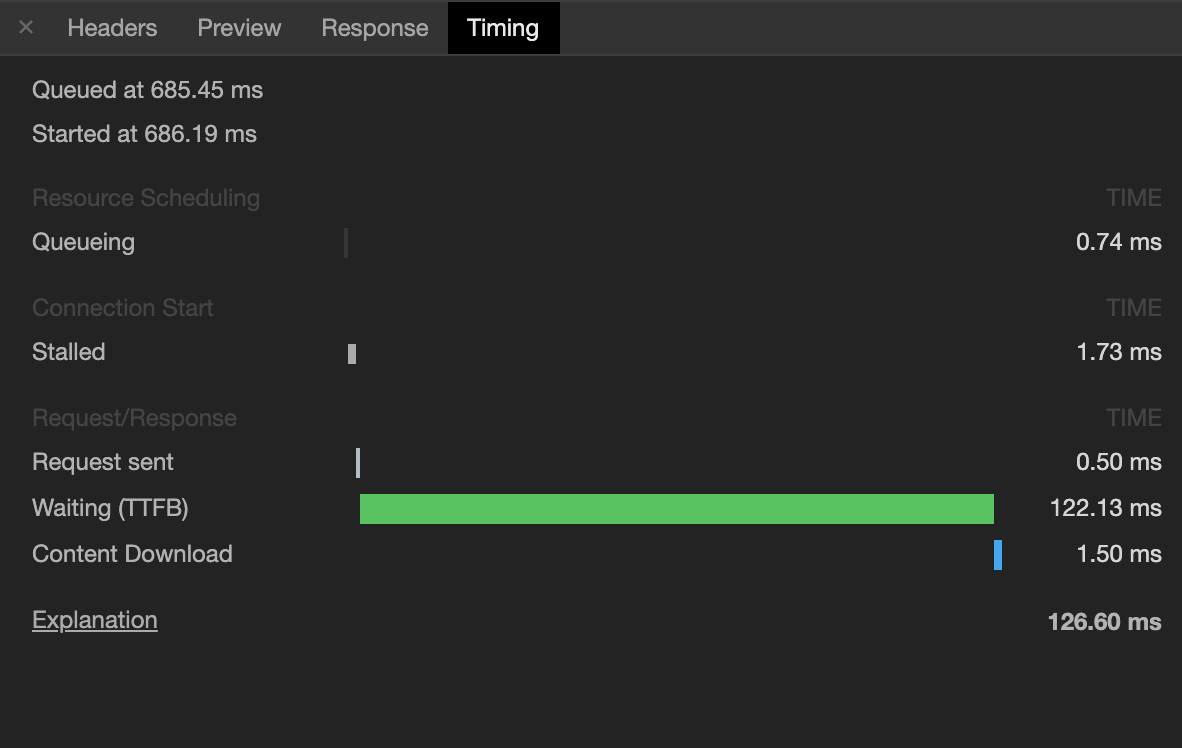 × Headers Preview Response Timing
Queued at 685.45 ms
Started at 686.19 ms
Resource Scheduling TIME
Queueing 0.74 ms
Connection Start TIME
Stalled 1.73 ms
Request/Response TIME
Request sent 0.50 ms
Waiting (TTFB) 122.13 ms
Content Download 1.50 ms
Explanation 126.60 ms